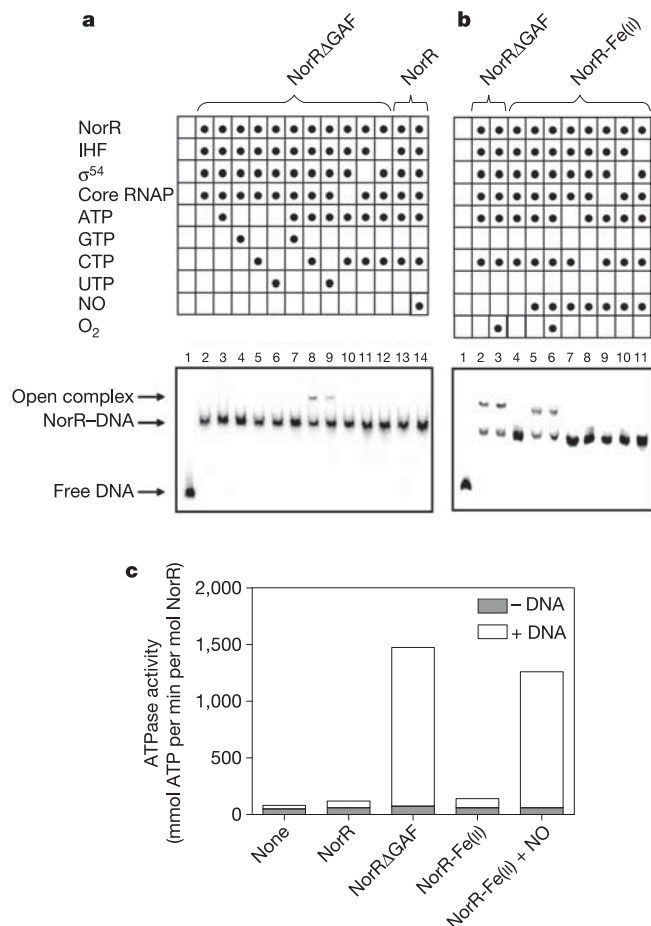 a
b
NorRΔGAF
NorR
NorRΔGAF
NorR-Fe(II)
NorR
IHF
σ54
Core RNAP
ATP
GTP
CTP
UTP
NO
O2
1 2 3 4 5 6 7 8 9 10 11 12 13 14
1 2 3 4 5 6 7 8 9 10 11
Open complex
NorR–DNA
Free DNA
c
2,000
1,500
1,000
500
0
ATPase activity
(mmol ATP per min per mol NorR)
– DNA
+ DNA
None
NorR
NorRΔGAF
NorR-Fe(II)
NorR-Fe(II) + NO